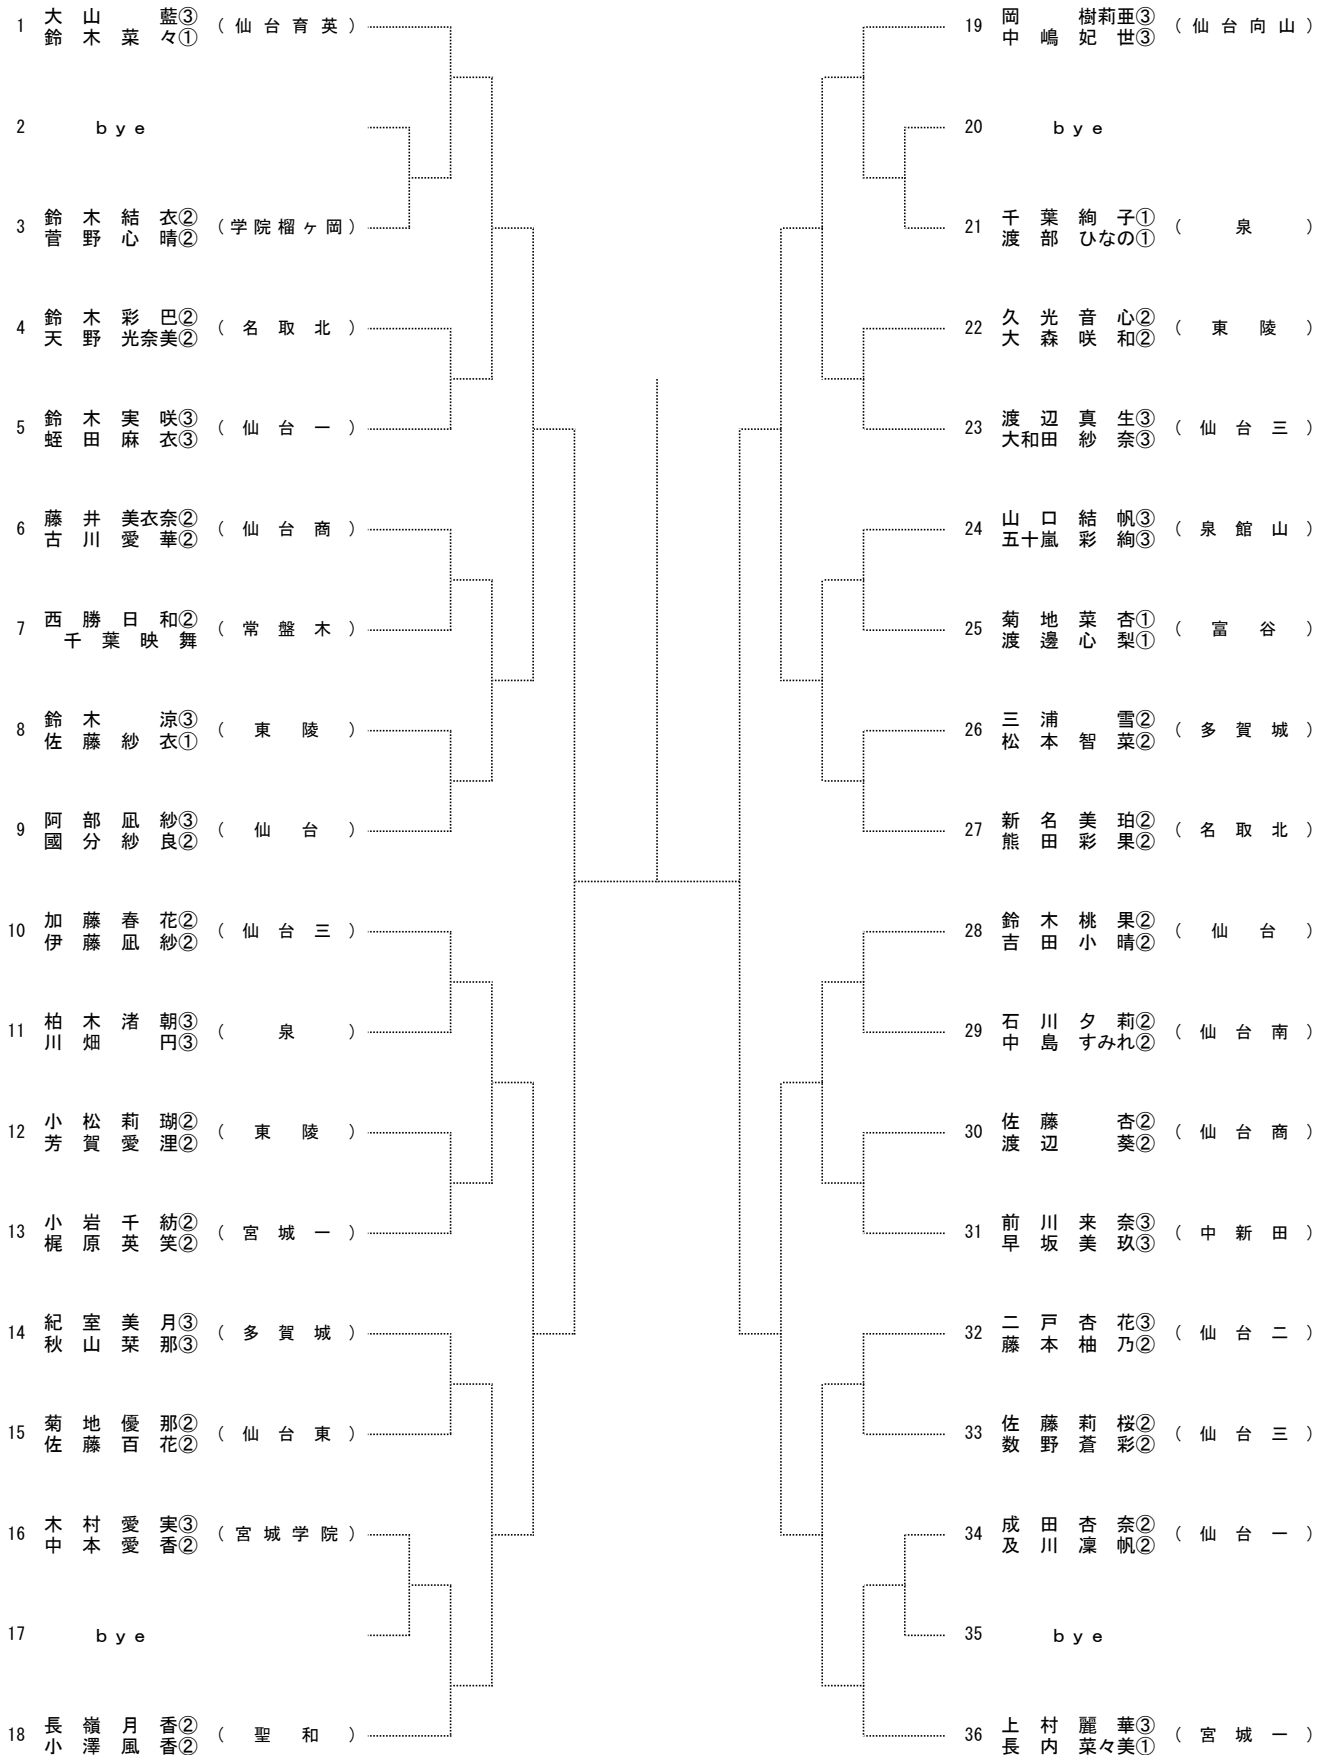 1 大山 藍③ (仙台育英)
鈴木菜々①
2 bye
3 鈴木結衣② (学院榴ヶ岡)
菅野心晴②
4 鈴木彩巴② (名取北)
天野光奈美②
5 鈴木実咲③ (仙台一)
蛭田麻衣③
6 藤井美衣奈② (仙台商)
古川愛華②
7 西勝日和② (常盤木)
千葉映舞
8 鈴木 涼③ (東陵)
佐藤紗衣①
9 阿部凪紗③ (仙台)
國分紗良②
10 加藤春花② (仙台三)
伊藤凪紗②
11 柏木渚朝③ (泉)
川畑 円③
12 小松莉瑚② (東陵)
芳賀愛浬②
13 小岩千紡② (宮城一)
梶原英笑②
14 紀室美月③ (多賀城)
秋山栞那③
15 菊地優那② (仙台東)
佐藤百花②
16 木村愛実③ (宮城学院)
中本愛香②
17 bye
18 長嶺月香② (聖和)
小澤風香②
19 岡 樹莉亜③ (仙台向山)
中嶋妃世③
20 bye
21 千葉絢子① (泉)
渡部ひなの①
22 久光音心② (東陵)
大森咲和②
23 渡辺真生③ (仙台三)
大和田紗奈③
24 山口結帆③ (泉館山)
五十嵐彩絢③
25 菊地菜杏① (富谷)
渡邊心梨①
26 三浦 雪② (多賀城)
松本智菜②
27 新名美珀② (名取北)
熊田彩果②
28 鈴木桃果② (仙台)
吉田小晴②
29 石川夕莉② (仙台南)
中島すみれ②
30 佐藤 杏② (仙台商)
渡辺 葵②
31 前川来奈③ (中新田)
早坂美玖③
32 二戸杏花③ (仙台二)
藤本柚乃②
33 佐藤莉桜② (仙台三)
数野蒼彩②
34 成田杏奈② (仙台一)
及川凜帆②
35 bye
36 上村麗華③ (宮城一)
長内菜々美①